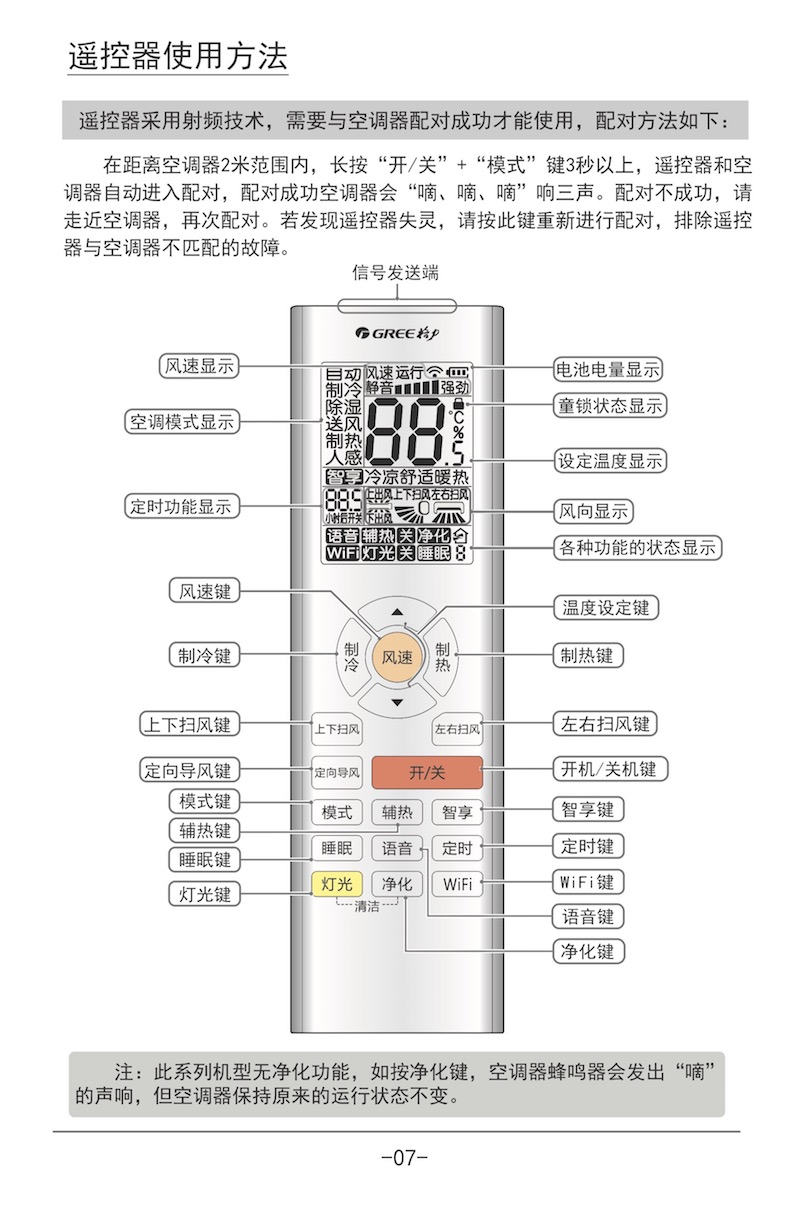 遥控器使用方法
遥控器采用射频技术，需要与空调器配对成功才能使用，配对方法如下：
在距离空调器2米范围内，长按“开/关”+“模式”键3秒以上，遥控器和空
调器自动进入配对，配对成功空调器会“嘀、嘀、嘀”响三声。配对不成功，请
走近空调器，再次配对。若发现遥控器失灵，请按此键重新进行配对，排除遥控
器与空调器不匹配的故障。
信号发送端
GREE格力
风速显示
空调模式显示
定时功能显示
风速键
制冷键
上下扫风键
定向导风键
模式键
辅热键
睡眠键
灯光键
自动
制冷
除湿
送风
制热
人感
风速 运行
静音 强劲
88.5
°C
%
智享 冷凉舒适暖热
88.5
小时后开关
上出风 上下扫风 左右扫风
下出风
语音 辅热 关 净化
WiFi 灯光 关 睡眠 8
制冷
风速
制热
上下扫风
左右扫风
定向导风
开/关
模式
辅热
智享
睡眠
语音
定时
灯光
净化
WiFi
清洁
电池电量显示
童锁状态显示
设定温度显示
风向显示
各种功能的状态显示
温度设定键
制热键
左右扫风键
开机/关机键
智享键
定时键
WiFi键
语音键
净化键
注：此系列机型无净化功能，如按净化键，空调器蜂鸣器会发出“嘀”
的声响，但空调器保持原来的运行状态不变。
-07-